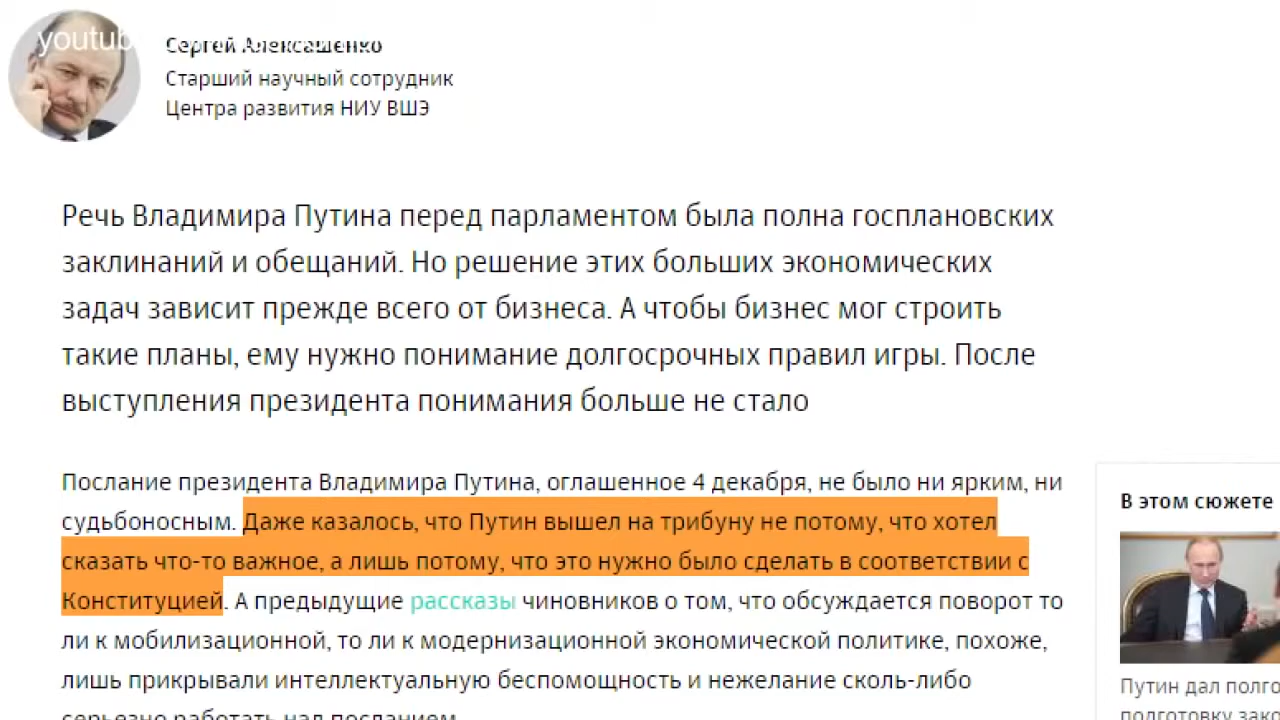 youtub
Сергей Алексашенко
Старший научный сотрудник
Центра развития НИУ ВШЭ
Речь Владимира Путина перед парламентом была полна госплановских
заклинаний и обещаний. Но решение этих больших экономических
задач зависит прежде всего от бизнеса. А чтобы бизнес мог строить
такие планы, ему нужно понимание долгосрочных правил игры. После
выступления президента понимания больше не стало
Послание президента Владимира Путина, оглашенное 4 декабря, не было ни ярким, ни
судьбоносным. Даже казалось, что Путин вышел на трибуну не потому, что хотел
сказать что-то важное, а лишь потому, что это нужно было сделать в соответствии с
Конституцией. А предыдущие рассказы чиновников о том, что обсуждается поворот то
ли к мобилизационной, то ли к модернизационной экономической политике, похоже,
лишь прикрывали интеллектуальную беспомощность и нежелание сколь-либо
серьезно работать над посланием.
В этом сюжете
Путин дал полго
подготовку зако